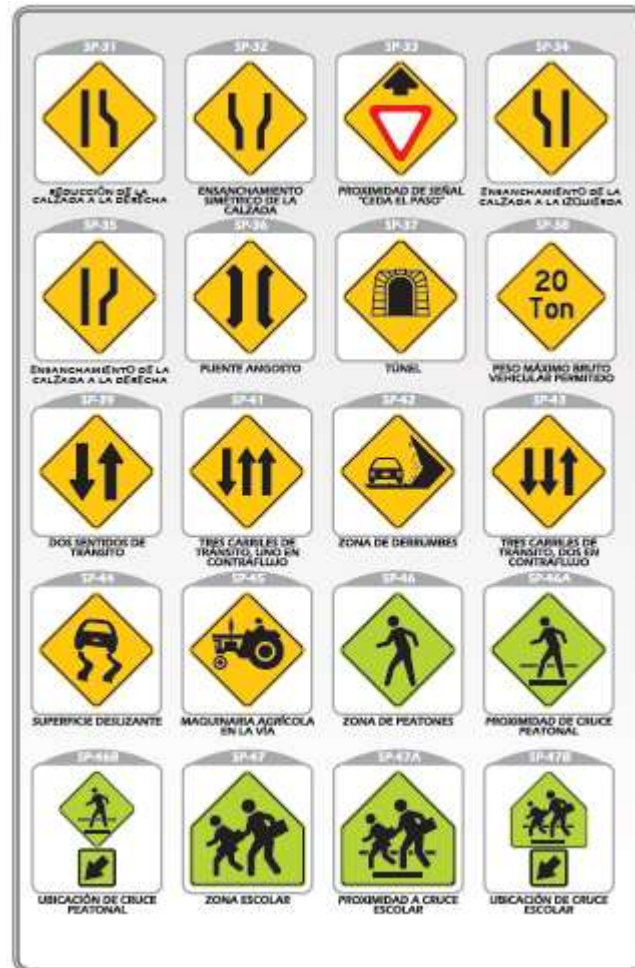 SP-31
SP-32
SP-33
SP-34
REDUCCIÓN DE LA
CALZADA A LA DERECHA
ENSANCHAMIENTO
SIMÉTRICO DE LA
CALZADA
PROXIMIDAD DE SEÑAL
"CEDA EL PASO"
ENSANCHAMIENTO DE LA
CALZADA A LA IZQUIERDA
SP-35
SP-36
SP-37
SP-38
20
Ton
ENSANCHAMIENTO DE LA
CALZADA A LA DERECHA
PUENTE ANGOSTO
TÚNEL
PESO MÁXIMO BRUTO
VEHICULAR PERMITIDO
SP-39
SP-41
SP-42
SP-43
DOS SENTIDOS DE
TRÁNSITO
TRES CARRILES DE
TRÁNSITO, UNO EN
CONTRAFLUJO
ZONA DE DERRUMBES
TRES CARRILES DE
TRÁNSITO, DOS EN
CONTRAFLUJO
SP-44
SP-45
SP-46
SP-46A
SUPERFICIE DESLIZANTE
MAQUINARIA AGRÍCOLA
EN LA VÍA
ZONA DE PEATONES
PROXIMIDAD DE CRUCE
PEATONAL
SP-46B
SP-47
SP-47A
SP-47B
UBICACIÓN DE CRUCE
PEATONAL
ZONA ESCOLAR
PROXIMIDAD A CRUCE
ESCOLAR
UBICACIÓN DE CRUCE
ESCOLAR